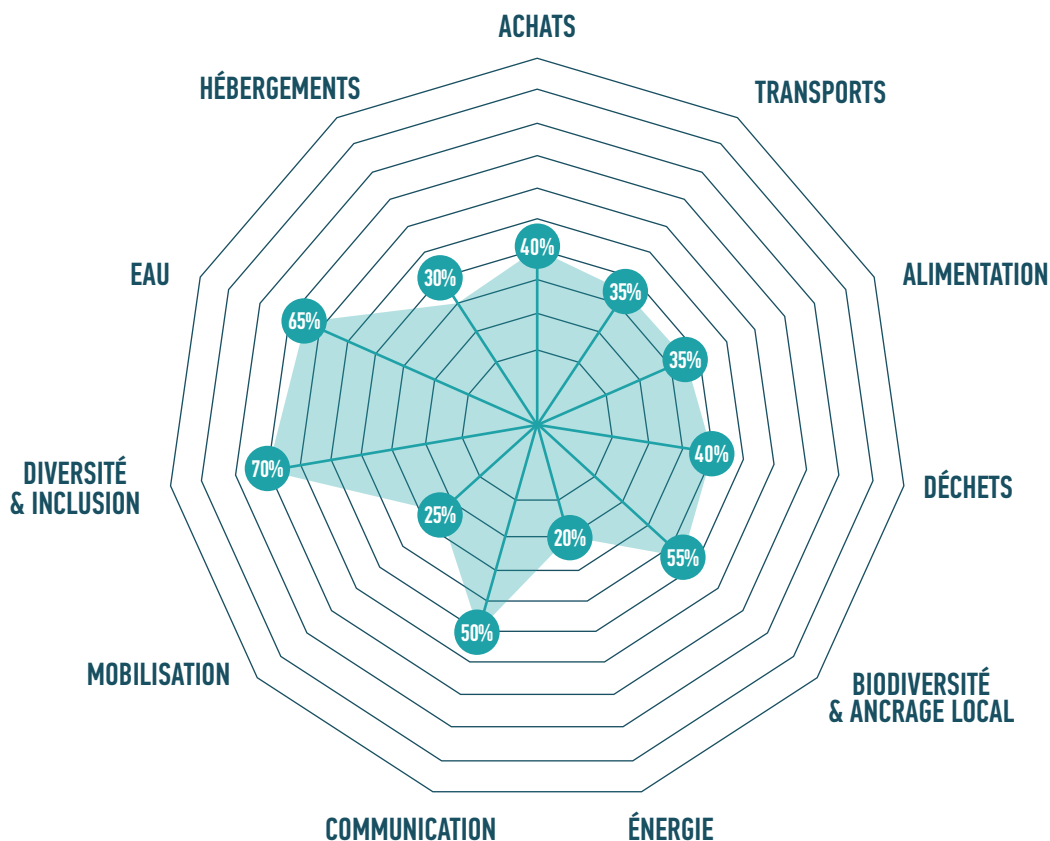 ACHATS
HÉBERGEMENTS
TRANSPORTS
40%
30%
35%
EAU
ALIMENTATION
65%
35%
40%
DIVERSITÉ
& INCLUSION
70%
DÉCHETS
25%
20%
55%
50%
MOBILISATION
BIODIVERSITÉ
& ANCRAGE LOCAL
COMMUNICATION
ÉNERGIE